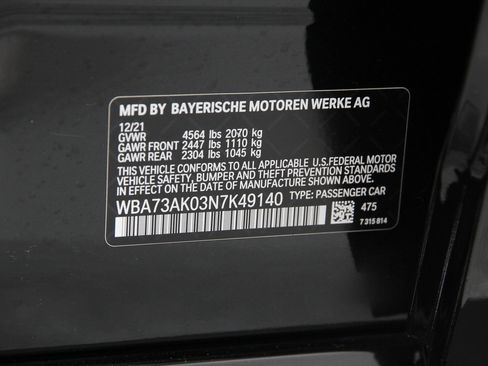 MFD BY BAYERISCHE MOTOREN WERKE AG
12/21
GVWR 4564 lbs 2070 kg
GAWR FRONT 2447 lbs 1110 kg
GAWR REAR 2304 lbs 1045 kg
THIS VEHICLE CONFORMS TO ALL APPLICABLE U.S.FEDERAL MOTOR
VEHICLE SAFETY, BUMPER AND THEFT PREVENTION STANDARDS
IN EFFECT ON THE DATE OF MANUFACTURE SHOWN ABOVE.
WBA73AK03N7K49140 TYPE: PASSENGER CAR
475
7 315 814